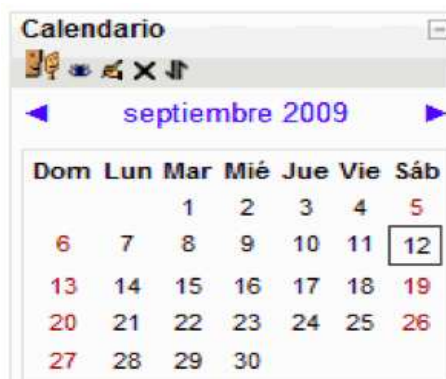 Calendario
septiembre 2009
Dom Lun Mar Mié Jue Vie Sáb
1 2 3 4 5
6 7 8 9 10 11 12
13 14 15 16 17 18 19
20 21 22 23 24 25 26
27 28 29 30